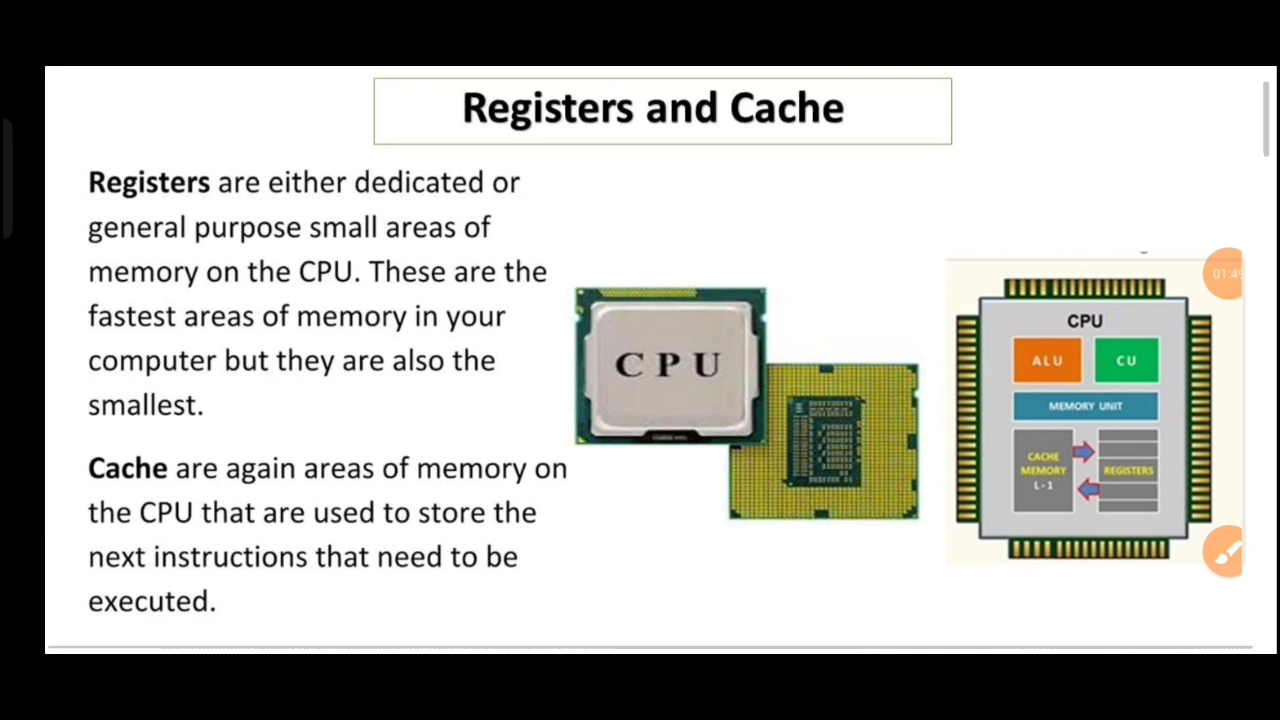 Registers and Cache
Registers are either dedicated or
general purpose small areas of
memory on the CPU. These are the
fastest areas of memory in your
computer but they are also the
smallest.
Cache are again areas of memory on
the CPU that are used to store the
next instructions that need to be
executed.
CPU
CPU
ALU
CU
MEMORY UNIT
CACHE
MEMORY
L-1
REGISTERS